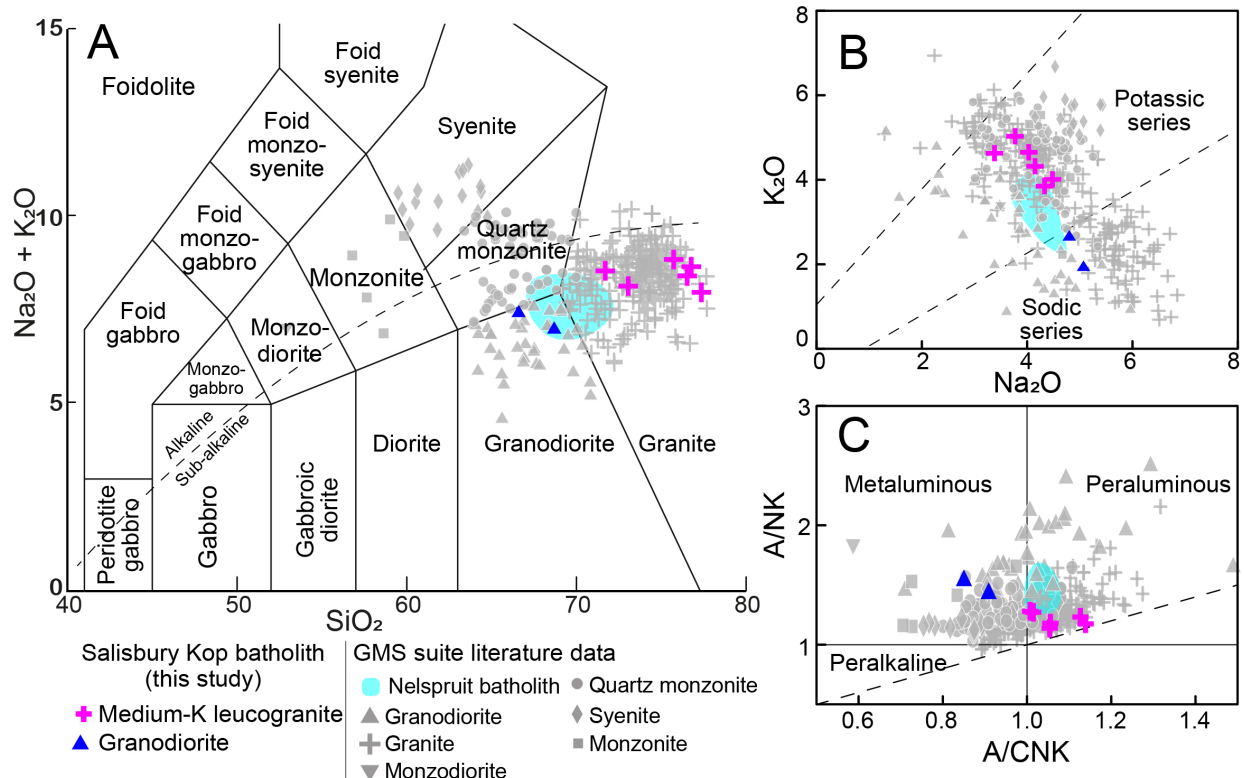 A
15
10
5
0
Na₂O + K₂O
Foidolite
Foid
syenite
Foid
monzo-
syenite
Syenite
Foid
monzo-
gabbro
Quartz
monzonite
Monzonite
Foid
gabbro
Monzo-
diorite
Monzo-
gabbro
Alkaline
Sub-alkaline
Diorite
Granodiorite
Granite
Peridotite
gabbro
Gabbro
Gabbroic
diorite
40
50
60
70
80
SiO₂
B
8
6
4
2
0
K₂O
Potassic
series
Sodic
series
0
2
4
6
8
Na₂O
C
3
2
1
A/NK
Metaluminous
Peraluminous
Peralkaline
0.6
0.8
1.0
1.2
1.4
A/CNK
Salisbury Kop batholith
(this study)
Medium-K leucogranite
Granodiorite
GMS suite literature data
Nelspruit batholith
Quartz monzonite
Granodiorite
Syenite
Granite
Monzonite
Monzodiorite